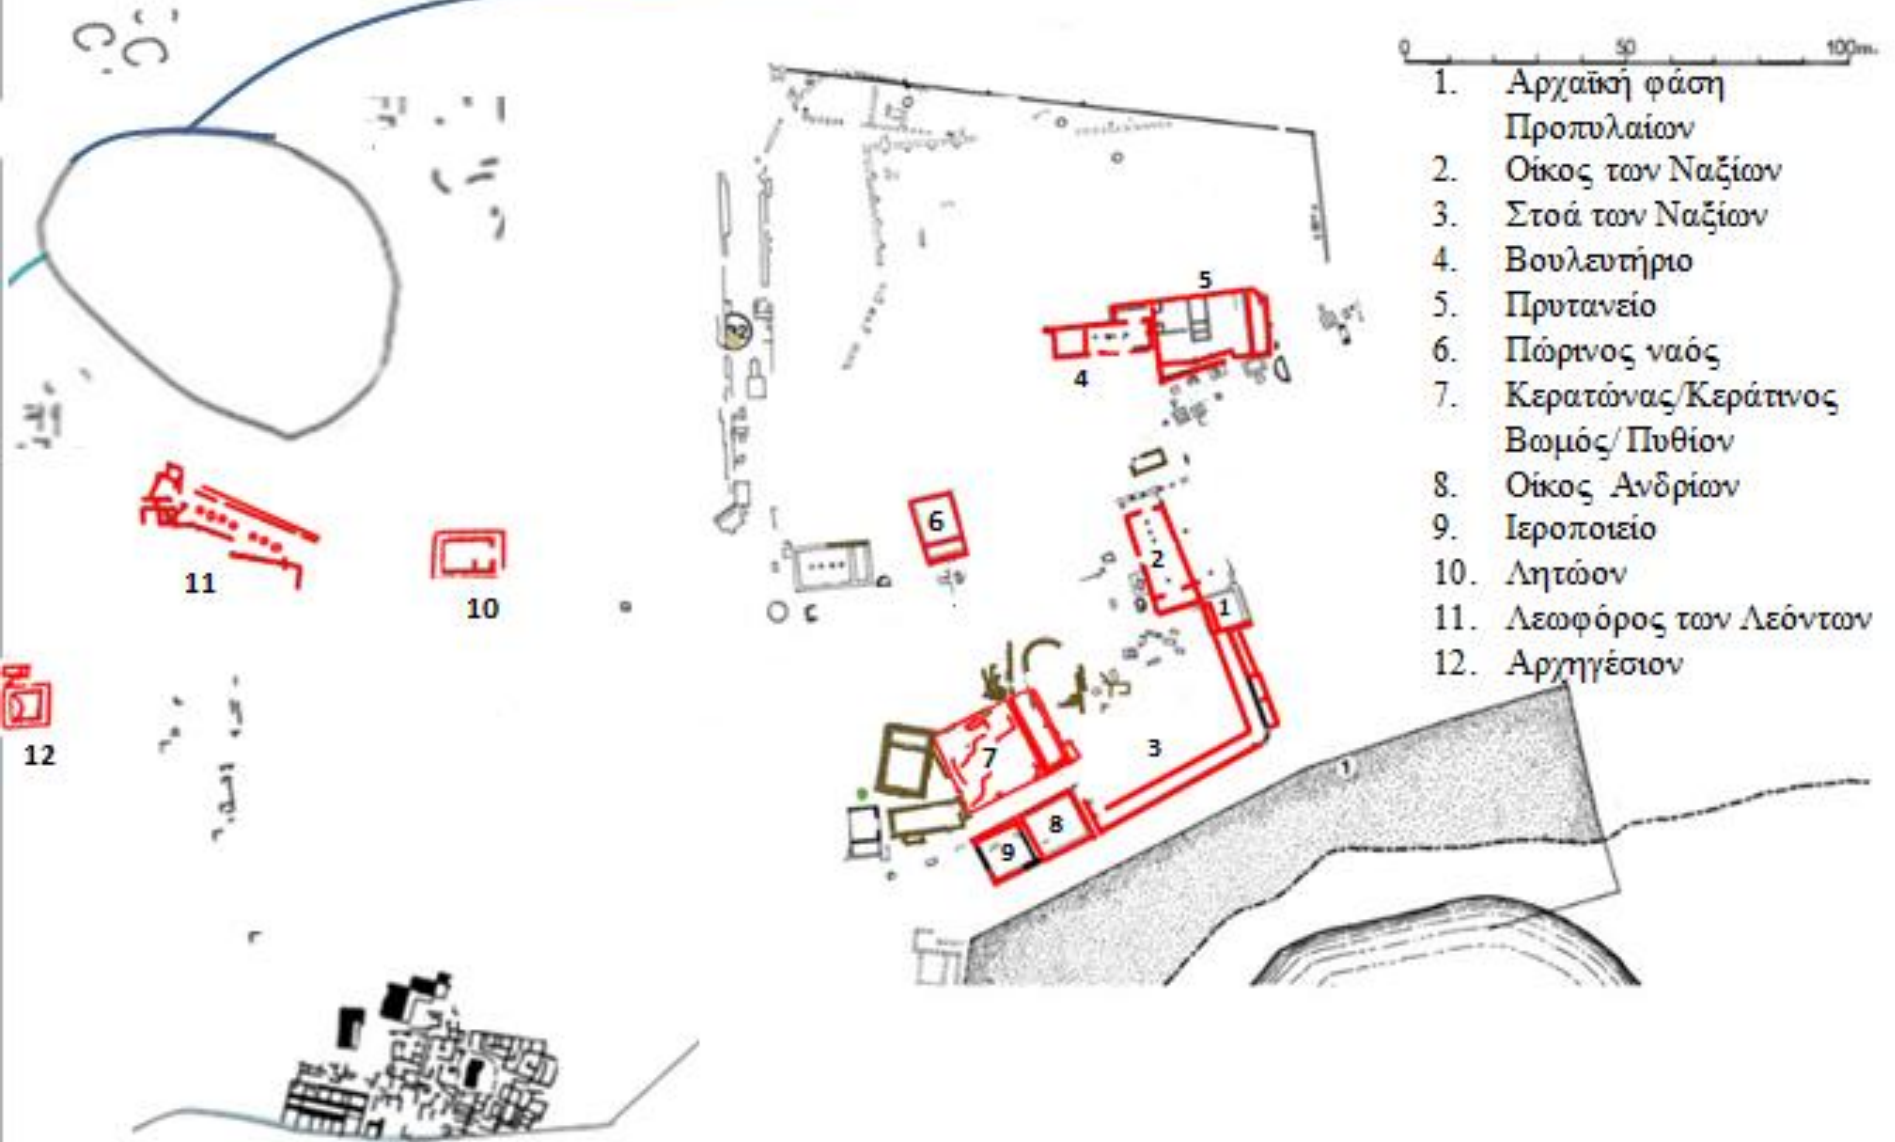 0 50 100m.
1. Αρχαϊκή φάση
Προπυλαίων
2. Οίκος των Ναξίων
3. Στοά των Ναξίων
4. Βουλευτήριο
5. Πρυτανείο
6. Πώρινος ναός
7. Κερατώνας/Κεράτινος
Βωμός/ Πυθίον
8. Οίκος Ανδρίων
9. Ιεροποιείο
10. Λητώον
11. Λεωφόρος των Λεόντων
12. Αρχηγέσιον
5
4
6
2
1
11
10
12
7
3
1
8
9